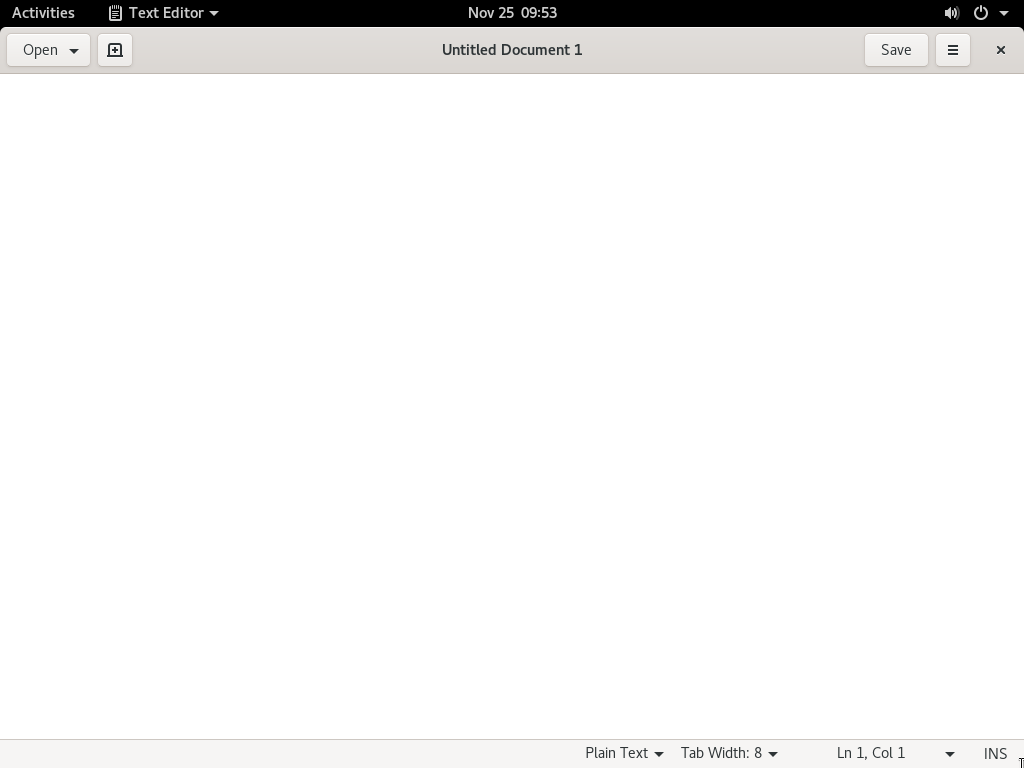 Activities Text Editor Nov 25 09:53
Open Untitled Document 1 Save
Plain Text Tab Width: 8 Ln 1, Col 1 INS